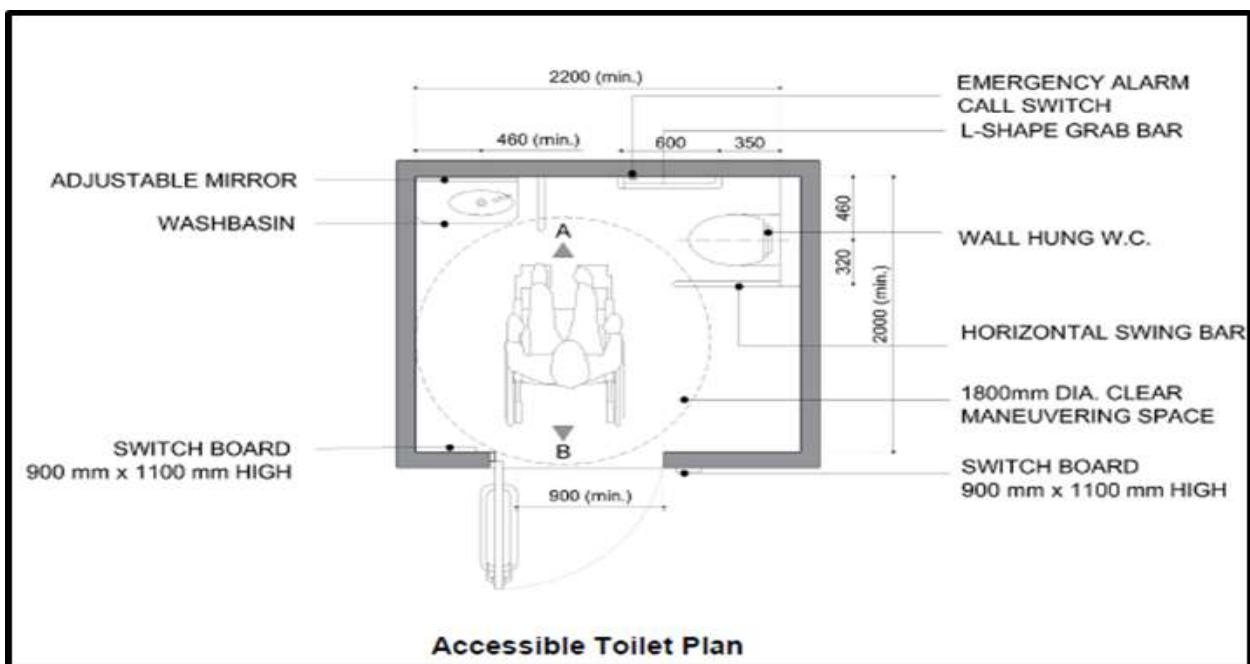 2200 (min.)
EMERGENCY ALARM
CALL SWITCH
L-SHAPE GRAB BAR
460 (min.)
600
350
ADJUSTABLE MIRROR
WASHBASIN
A
460
320
2000 (min.)
WALL HUNG W.C.
HORIZONTAL SWING BAR
1800mm DIA. CLEAR
MANEUVERING SPACE
B
SWITCH BOARD
900 mm x 1100 mm HIGH
SWITCH BOARD
900 mm x 1100 mm HIGH
900 (min.)
Accessible Toilet Plan